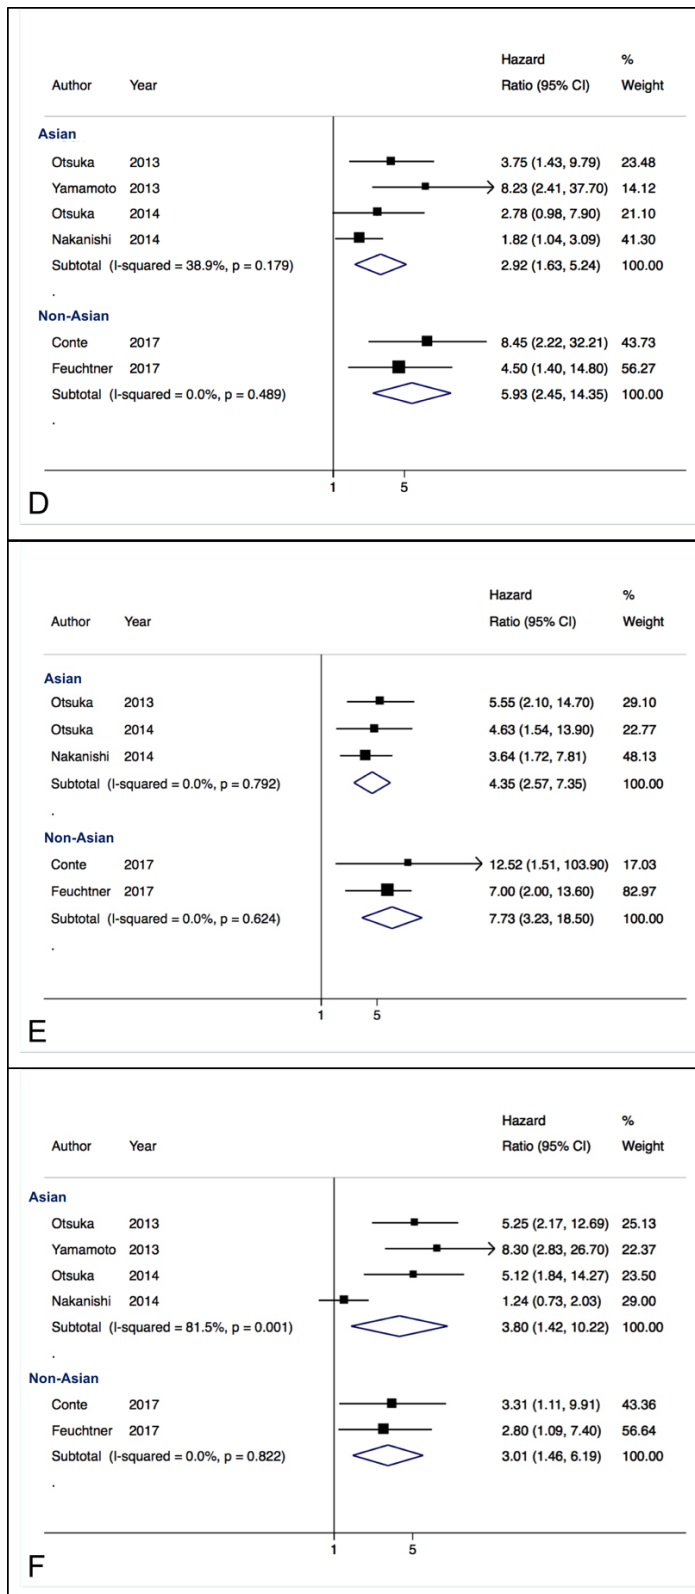 Hazard %
Author Year Ratio (95% CI) Weight
Asian
Otsuka 2013 3.75 (1.43, 9.79) 23.48
Yamamoto 2013 8.23 (2.41, 37.70) 14.12
Otsuka 2014 2.78 (0.98, 7.90) 21.10
Nakanishi 2014 1.82 (1.04, 3.09) 41.30
Subtotal (I-squared = 38.9%, p = 0.179) 2.92 (1.63, 5.24) 100.00
.
Non-Asian
Conte 2017 8.45 (2.22, 32.21) 43.73
Feuchtner 2017 4.50 (1.40, 14.80) 56.27
Subtotal (I-squared = 0.0%, p = 0.489) 5.93 (2.45, 14.35) 100.00
.
1 5
D
Hazard %
Author Year Ratio (95% CI) Weight
Asian
Otsuka 2013 5.55 (2.10, 14.70) 29.10
Otsuka 2014 4.63 (1.54, 13.90) 22.77
Nakanishi 2014 3.64 (1.72, 7.81) 48.13
Subtotal (I-squared = 0.0%, p = 0.792) 4.35 (2.57, 7.35) 100.00
.
Non-Asian
Conte 2017 12.52 (1.51, 103.90) 17.03
Feuchtner 2017 7.00 (2.00, 13.60) 82.97
Subtotal (I-squared = 0.0%, p = 0.624) 7.73 (3.23, 18.50) 100.00
.
1 5
E
Hazard %
Author Year Ratio (95% CI) Weight
Asian
Otsuka 2013 5.25 (2.17, 12.69) 25.13
Yamamoto 2013 8.30 (2.83, 26.70) 22.37
Otsuka 2014 5.12 (1.84, 14.27) 23.50
Nakanishi 2014 1.24 (0.73, 2.03) 29.00
Subtotal (I-squared = 81.5%, p = 0.001) 3.80 (1.42, 10.22) 100.00
.
Non-Asian
Conte 2017 3.31 (1.11, 9.91) 43.36
Feuchtner 2017 2.80 (1.09, 7.40) 56.64
Subtotal (I-squared = 0.0%, p = 0.822) 3.01 (1.46, 6.19) 100.00
.
1 5
F